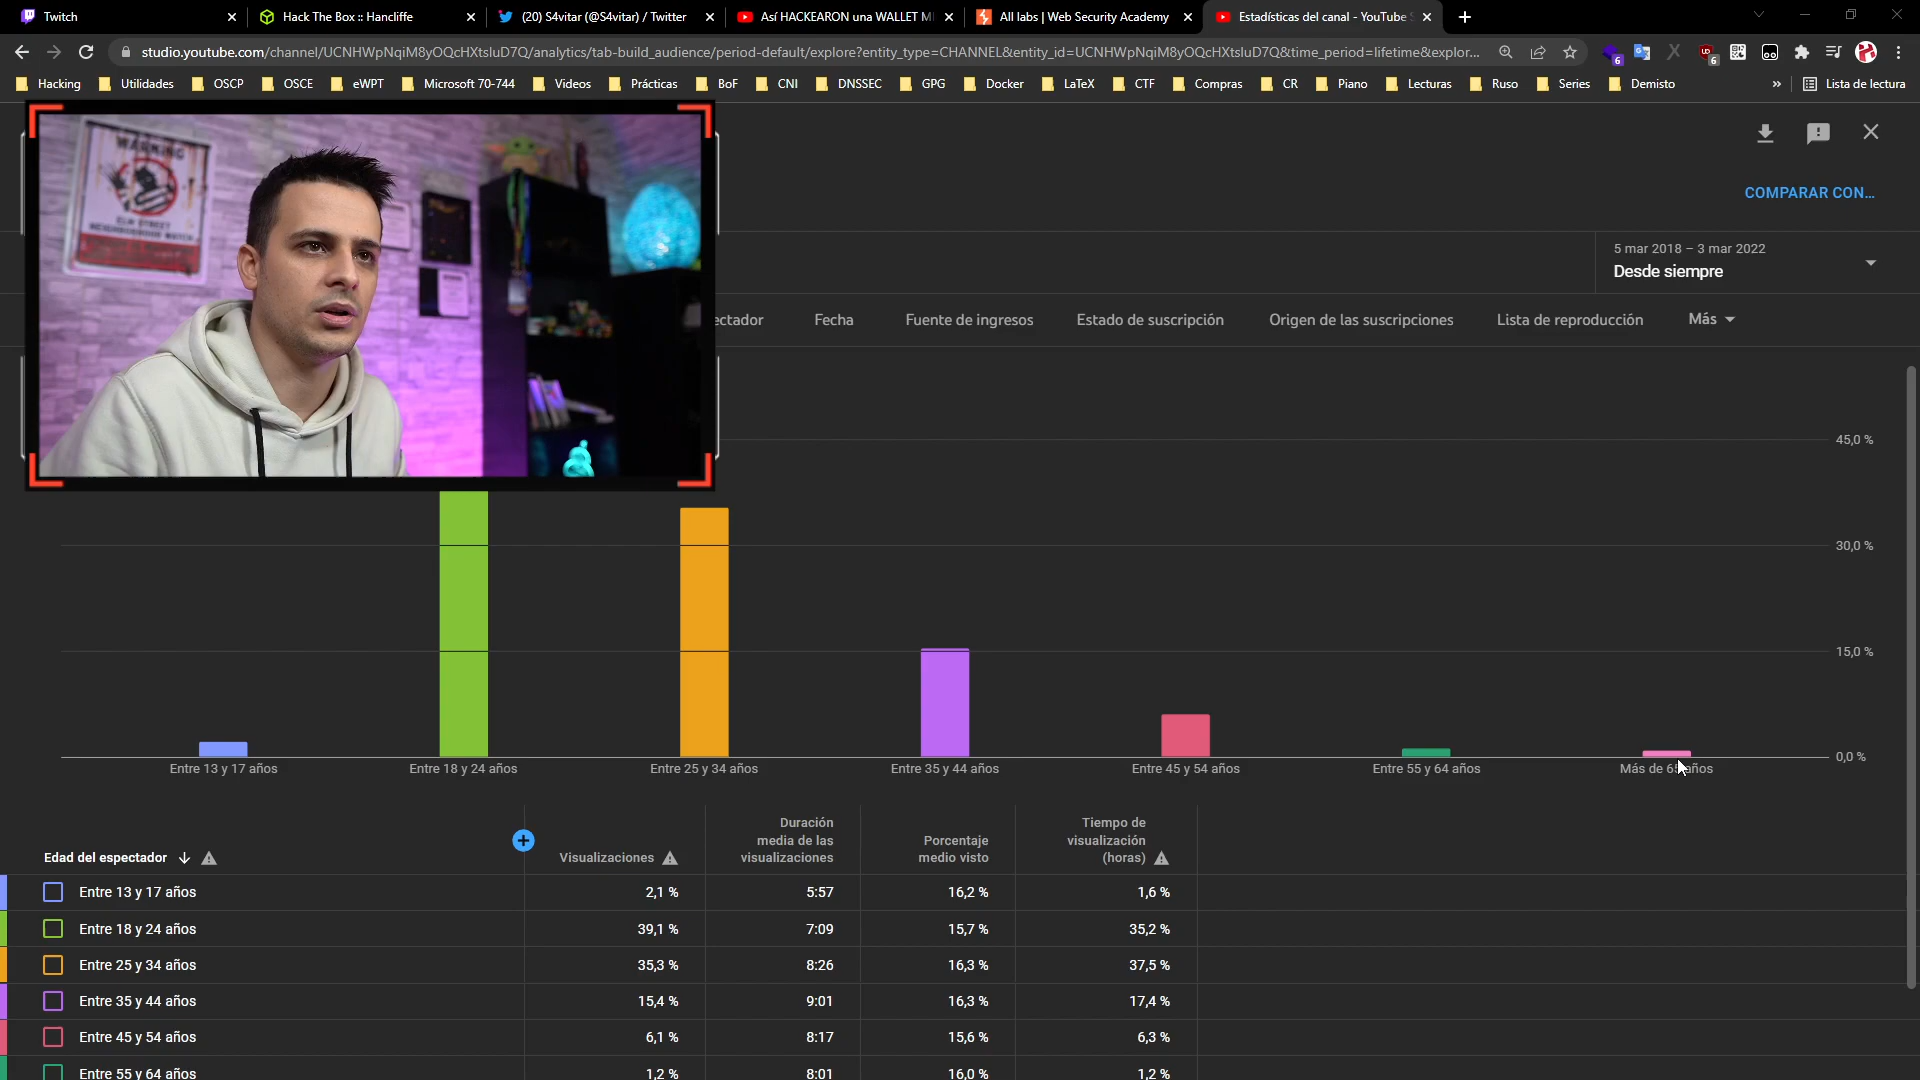 Twitch
Hack The Box :: Hancliffe
(20) S4vitar (@S4vitar) / Twitter
Así HACKEARON una WALLET M
All labs | Web Security Academy
Estadísticas del canal - YouTube S
studio.youtube.com/channel/UCNHWpNqiM8yOQcHXtsluD7Q/analytics/tab-build_audience/period-default/explore?entity_type=CHANNEL&entity_id=UCNHWpNqiM8yOQcHXtsluD7Q&time_period=lifetime&explor...
6
6
Hacking
Utilidades
OSCP
OSCE
eWPT
Microsoft 70-744
Videos
Prácticas
BoF
CNI
DNSSEC
GPG
Docker
LaTeX
CTF
Compras
CR
Piano
Lecturas
Ruso
Series
Demisto
»
Lista de lectura
WARNING
ELM STREET
NEIGHBORHOOD WATCH
COMPARAR CON...
5 mar 2018 – 3 mar 2022
Desde siempre
ectador
Fecha
Fuente de ingresos
Estado de suscripción
Origen de las suscripciones
Lista de reproducción
Más
45,0 %
30,0 %
15,0 %
0,0 %
Entre 13 y 17 años
Entre 18 y 24 años
Entre 25 y 34 años
Entre 35 y 44 años
Entre 45 y 54 años
Entre 55 y 64 años
Más de 65 años
Edad del espectador
Visualizaciones
Duración
media de las
visualizaciones
Porcentaje
medio visto
Tiempo de
visualización
(horas)
Entre 13 y 17 años 2,1 % 5:57 16,2 % 1,6 %
Entre 18 y 24 años 39,1 % 7:09 15,7 % 35,2 %
Entre 25 y 34 años 35,3 % 8:26 16,3 % 37,5 %
Entre 35 y 44 años 15,4 % 9:01 16,3 % 17,4 %
Entre 45 y 54 años 6,1 % 8:17 15,6 % 6,3 %
Entre 55 y 64 años 1,2 % 8:01 16,0 % 1,2 %